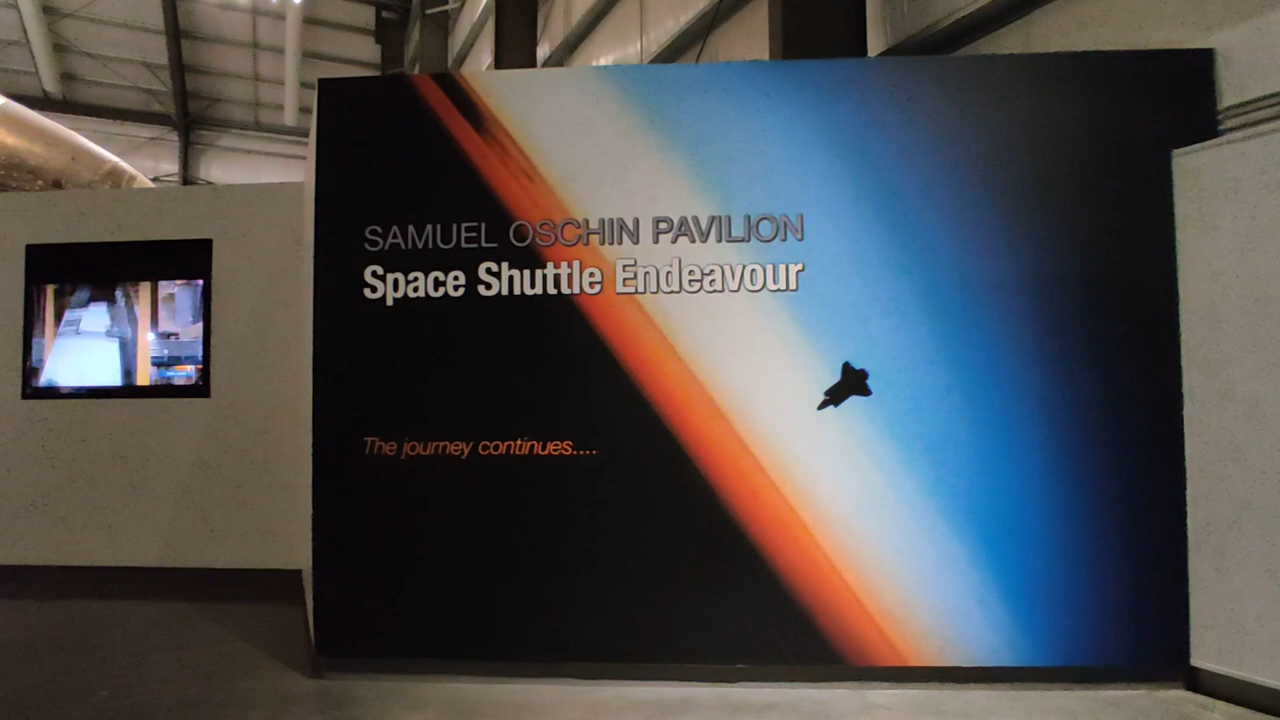 SAMUEL OSCHIN PAVILION
Space Shuttle Endeavour
The journey continues....